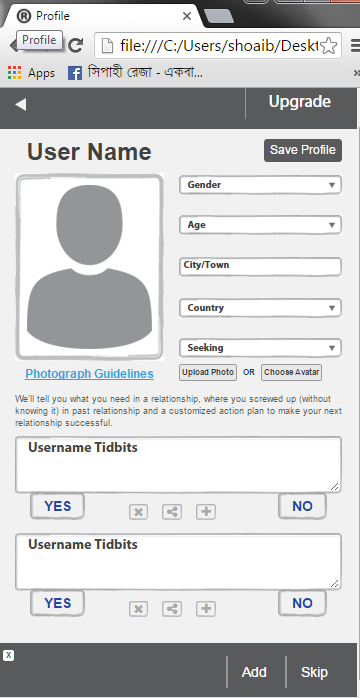 ® Profile
Profile
file:///C:/Users/shoaib/Deskt
Apps
সিপাহী রেজা - একবা...
Upgrade
User Name
Save Profile
Gender
Age
City/Town
Country
Seeking
Photograph Guidelines
Upload Photo OR Choose Avatar
We'll tell you what you need in a relationship, where you screwed up (without
knowing it) in past relationship and a customized action plan to make your next
relationship successful.
Username Tidbits
YES
NO
Username Tidbits
YES
NO
X
Add
Skip